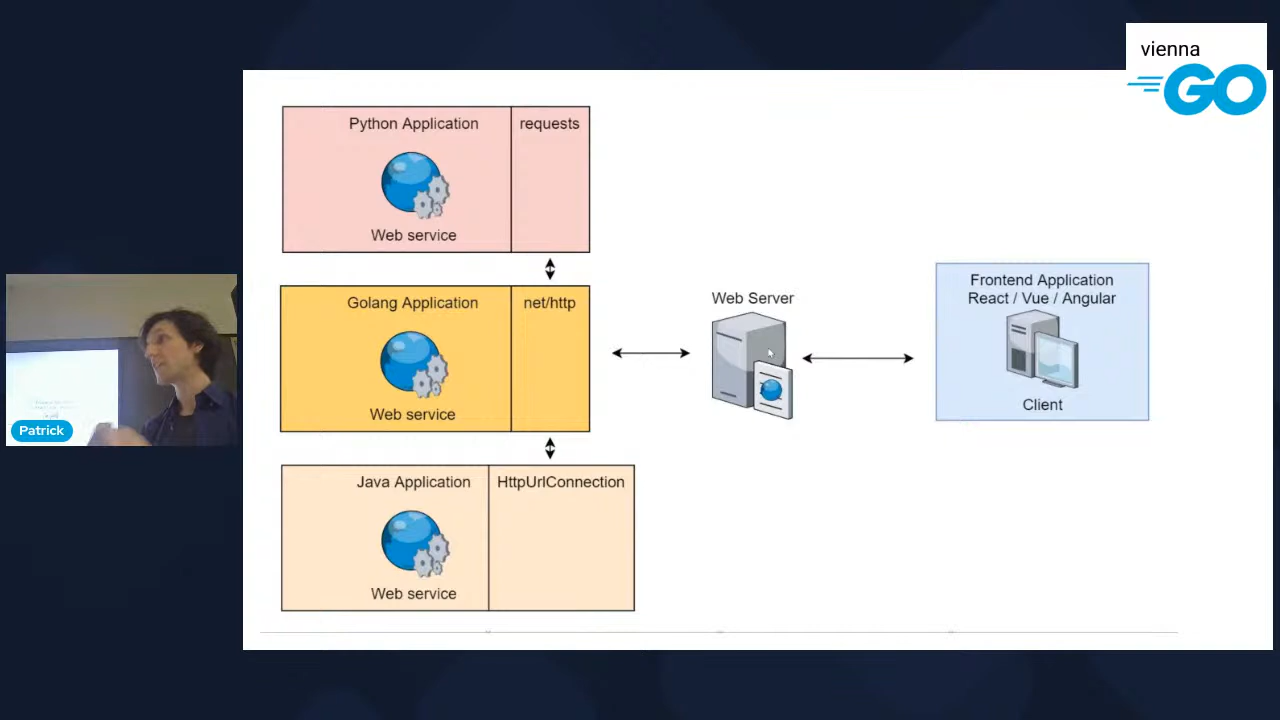 vienna
GO
Python Application
requests
Web service
Golang Application
net/http
Web service
Java Application
HttpUrlConnection
Web service
Web Server
Frontend Application
React / Vue / Angular
Client
Patrick